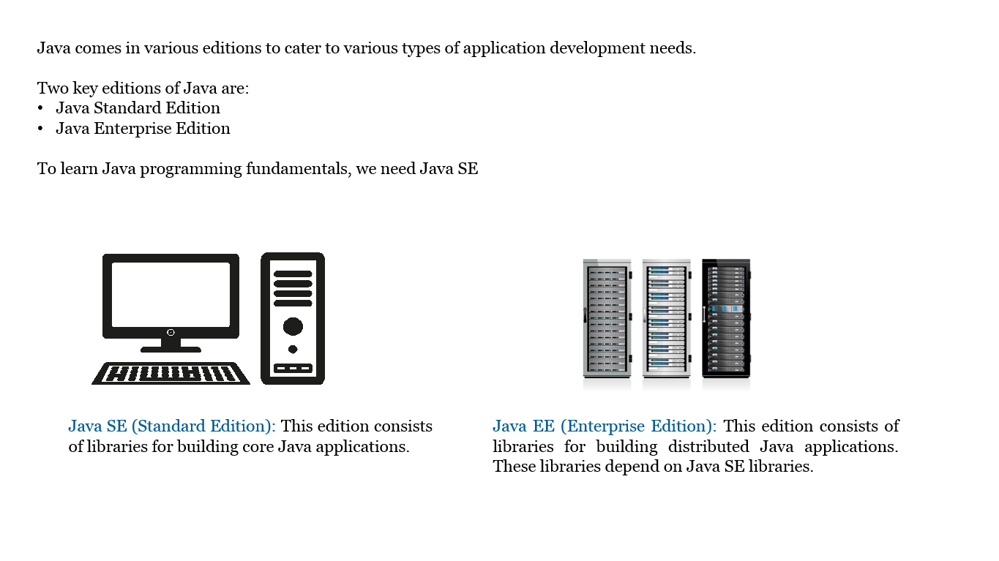 Java comes in various editions to cater to various types of application development needs.
Two key editions of Java are:
• Java Standard Edition
• Java Enterprise Edition
To learn Java programming fundamentals, we need Java SE
Java SE (Standard Edition): This edition consists
of libraries for building core Java applications.
Java EE (Enterprise Edition): This edition consists of
libraries for building distributed Java applications.
These libraries depend on Java SE libraries.